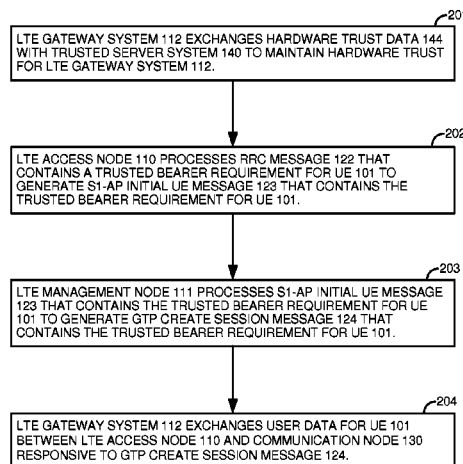 201
LTE GATEWAY SYSTEM 112 EXCHANGES HARDWARE TRUST DATA 144
WITH TRUSTED SERVER SYSTEM 140 TO MAINTAIN HARDWARE TRUST
FOR LTE GATEWAY SYSTEM 112.
202
LTE ACCESS NODE 110 PROCESSES RRC MESSAGE 122 THAT
CONTAINS A TRUSTED BEARER REQUIREMENT FOR UE 101 TO
GENERATE S1-AP INITIAL UE MESSAGE 123 THAT CONTAINS THE
TRUSTED BEARER REQUIREMENT FOR UE 101.
203
LTE MANAGEMENT NODE 111 PROCESSES S1-AP INITIAL UE MESSAGE
123 THAT CONTAINS THE TRUSTED BEARER REQUIREMENT FOR UE
101 TO GENERATE GTP CREATE SESSION MESSAGE 124 THAT
CONTAINS THE TRUSTED BEARER REQUIREMENT FOR UE 101.
204
LTE GATEWAY SYSTEM 112 EXCHANGES USER DATA FOR UE 101
BETWEEN LTE ACCESS NODE 110 AND COMMUNICATION NODE 130
RESPONSIVE TO GTP CREATE SESSION MESSAGE 124.